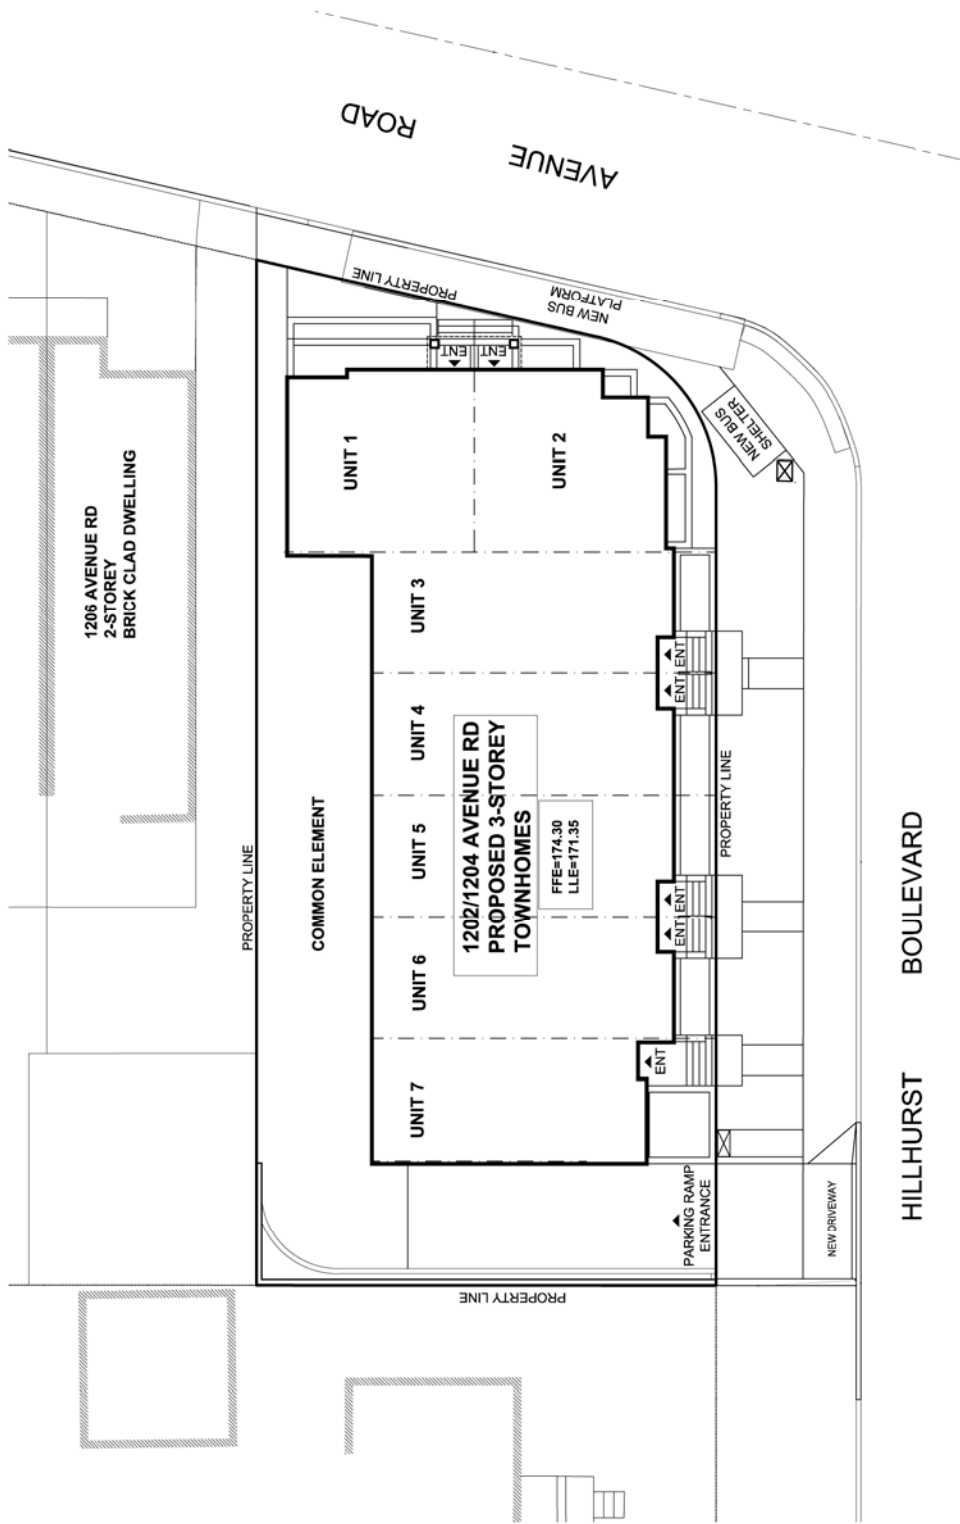 AVENUE
ROAD
PROPERTY LINE
NEW BUS
PLATFORM
NEW BUS
SHELTER
1206 AVENUE RD
2-STOREY
BRICK CLAD DWELLING
ENT
ENT
UNIT 1
UNIT 2
UNIT 3
UNIT 4
UNIT 5
UNIT 6
UNIT 7
ENT
ENT
ENT
ENT
ENT
1202/1204 AVENUE RD
PROPOSED 3-STOREY
TOWNHOMES
FFE=174.30
LLE=171.35
COMMON ELEMENT
PROPERTY LINE
PROPERTY LINE
PARKING RAMP
ENTRANCE
NEW DRIVEWAY
PROPERTY LINE
HILLHURST BOULEVARD